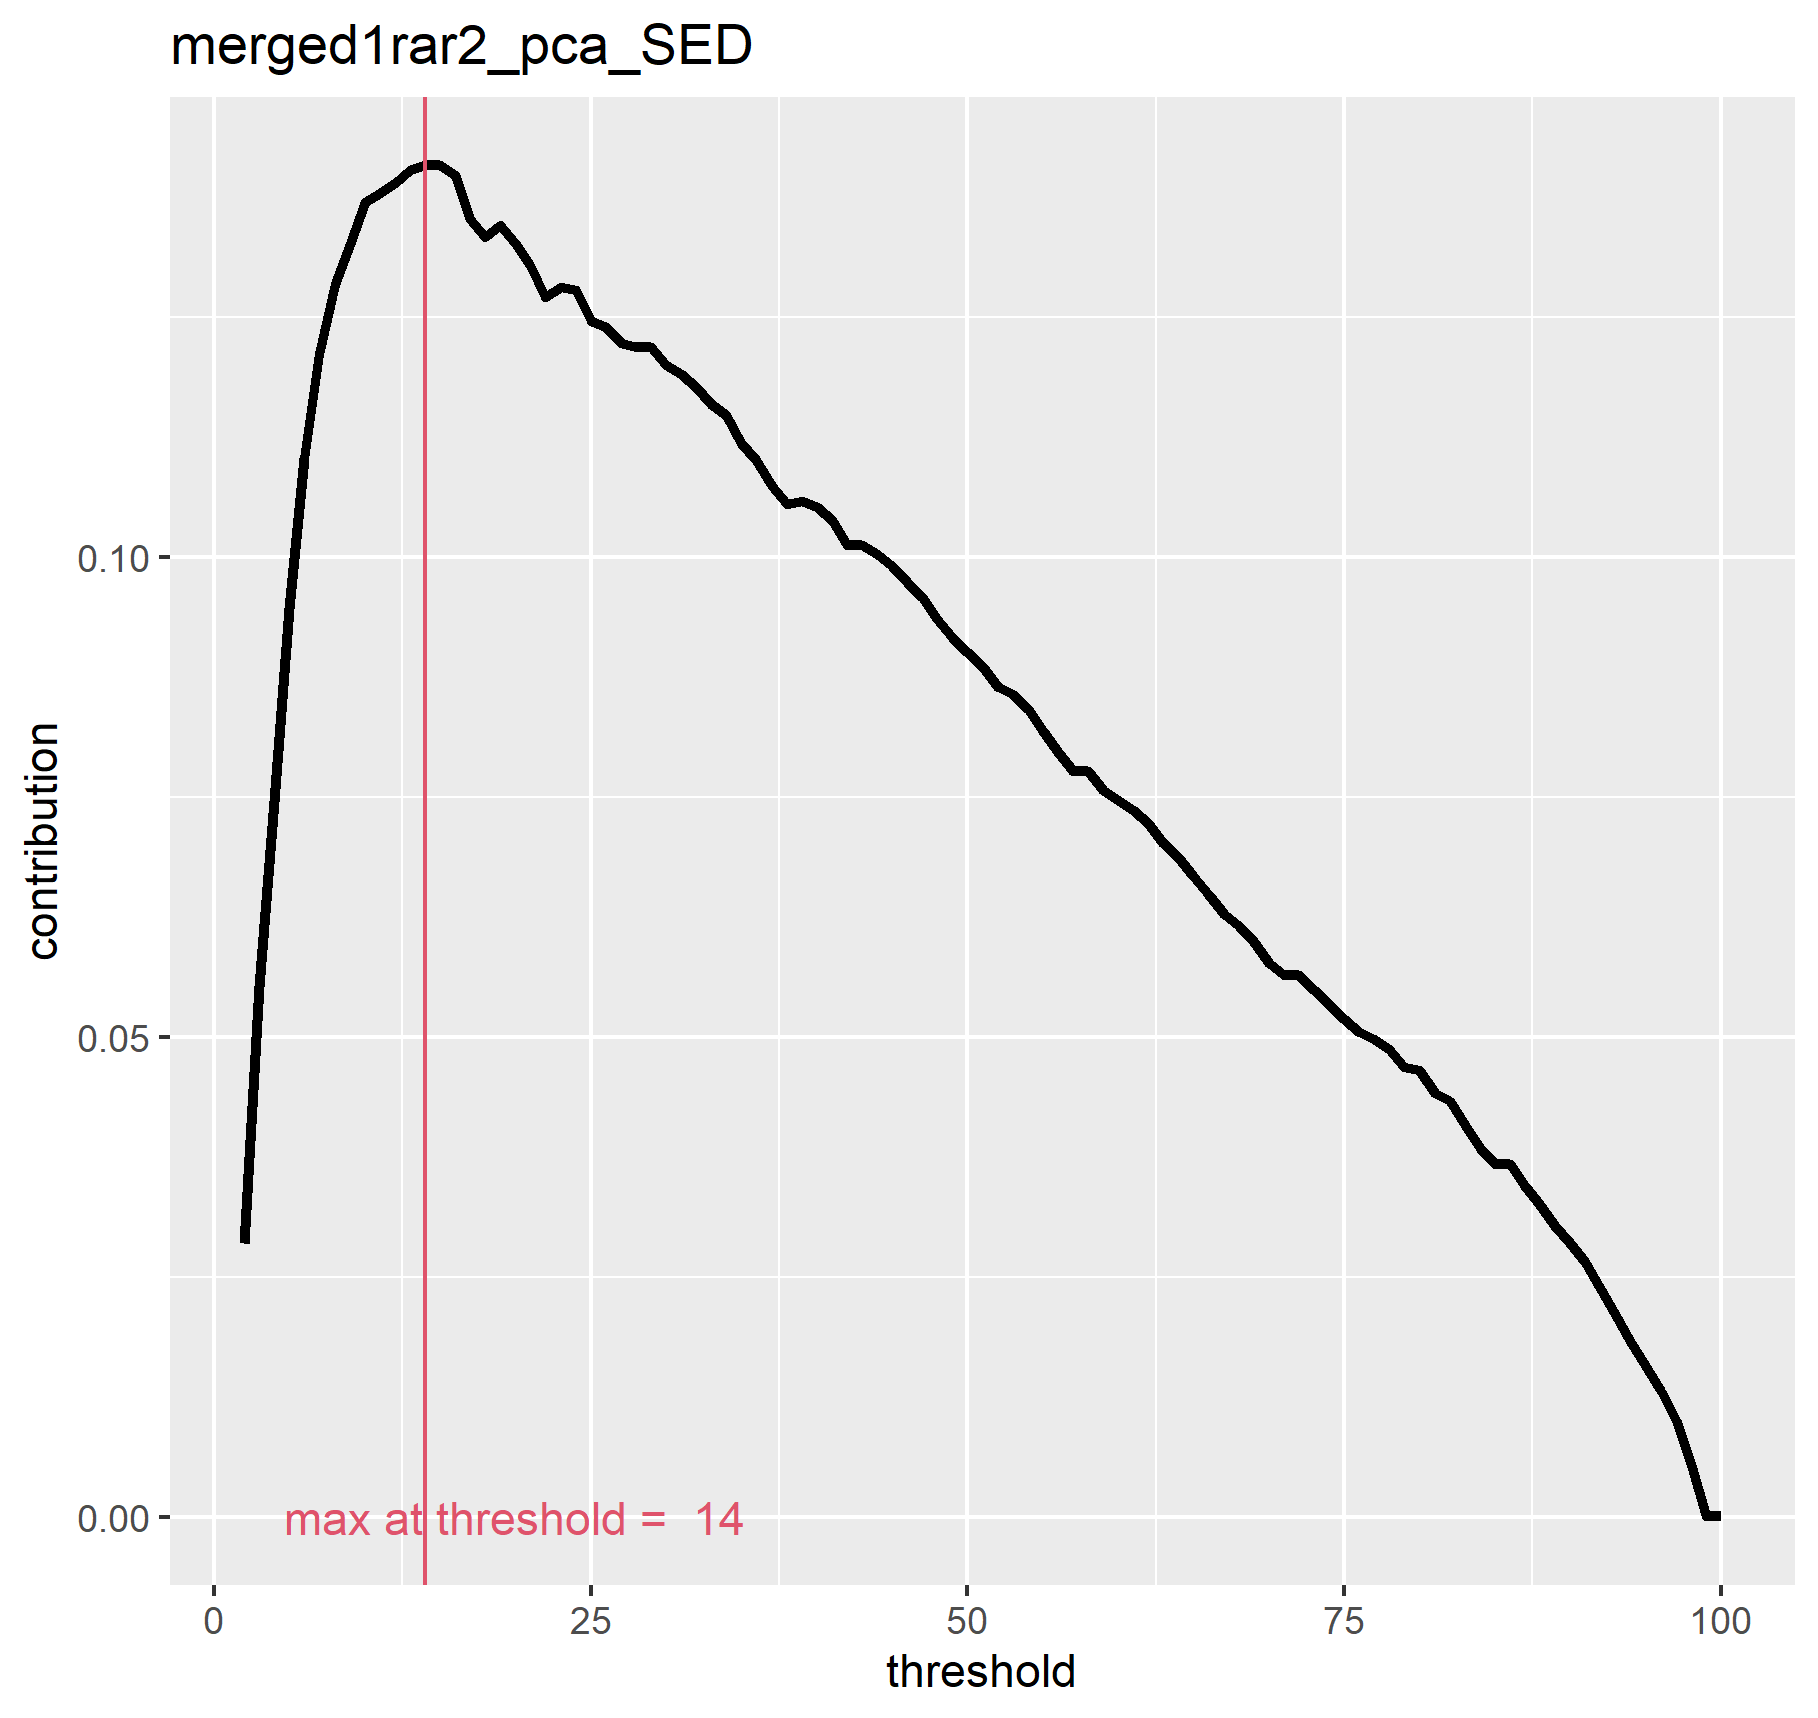 merged1rar2_pca_SED
contribution
0.10
0.05
0.00
max at threshold =  14
0 25 50 75 100
threshold